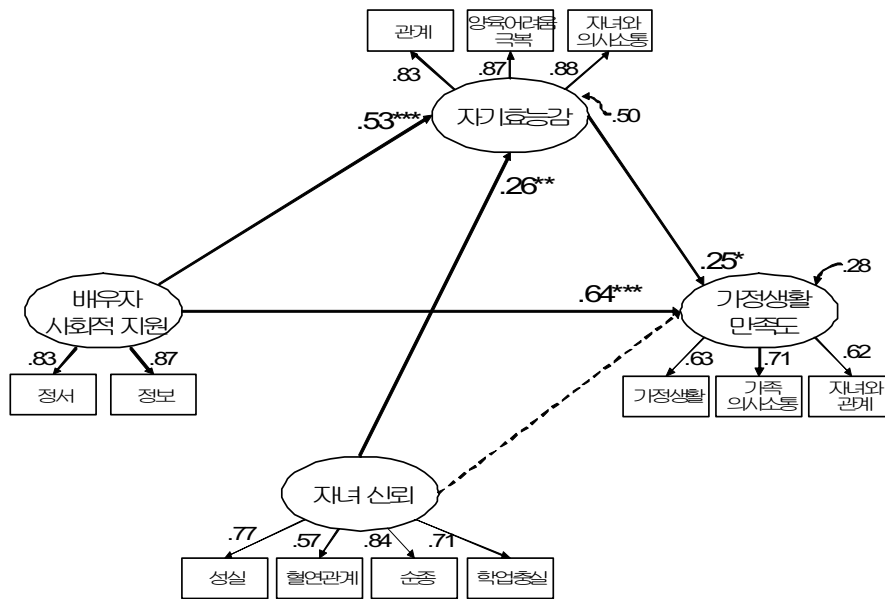 관계
양육어려움
극복
자녀와
의사소통
.83
.87
.88
자기효능감
.50
.53***
.26**
.25*
.28
배우자
사회적 지원
.64***
가정생활
만족도
.83
.87
.63
.71
.62
정서
정보
가정생활
가족
의사소통
자녀와
관계
자녀 신뢰
.77
.57
.84
.71
성실
혈연관계
순종
학업충실